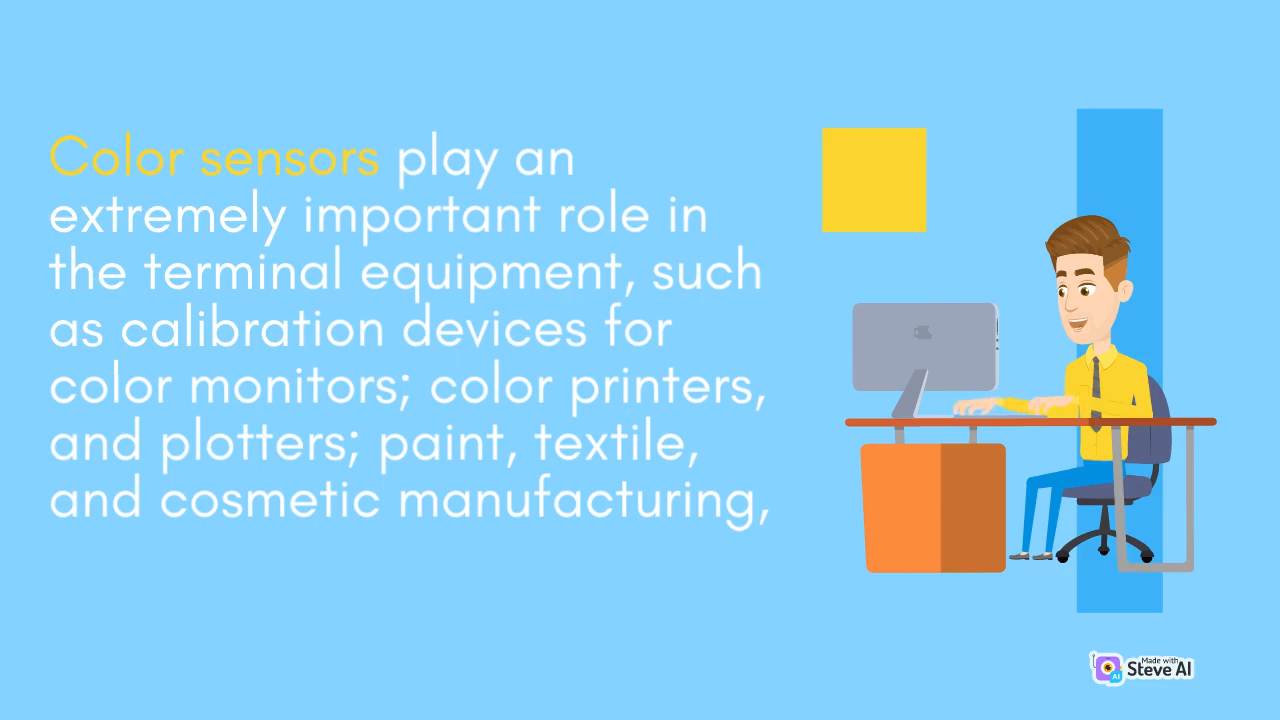 Color sensors play an
extremely important role in
the terminal equipment, such
as calibration devices for
color monitors; color printers,
and plotters; paint, textile,
and cosmetic manufacturing,
Made with
Steve AI
AI